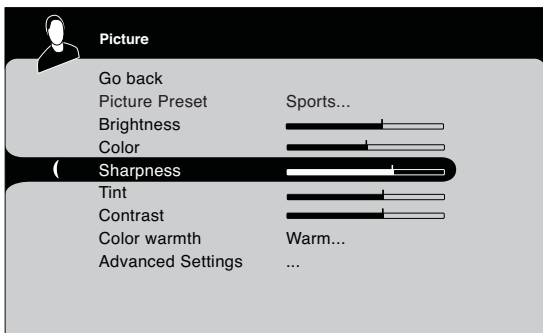 Picture
Go back
Picture Preset Sports...
Brightness
Color
Sharpness
Tint
Contrast
Color warmth Warm...
Advanced Settings ...